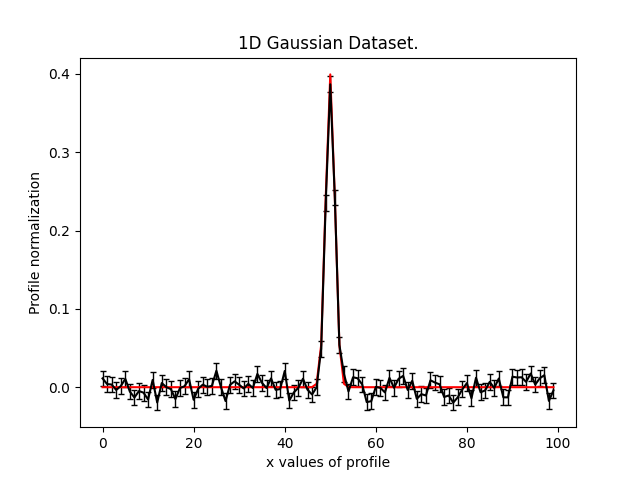 1D Gaussian Dataset.
Profile normalization
0.4
0.3
0.2
0.1
0.0
0 20 40 60 80 100
x values of profile